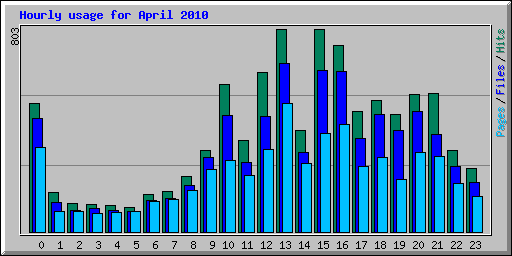 Hourly usage for April 2010
803
Pages / Files / Hits
0 1 2 3 4 5 6 7 8 9 10 11 12 13 14 15 16 17 18 19 20 21 22 23